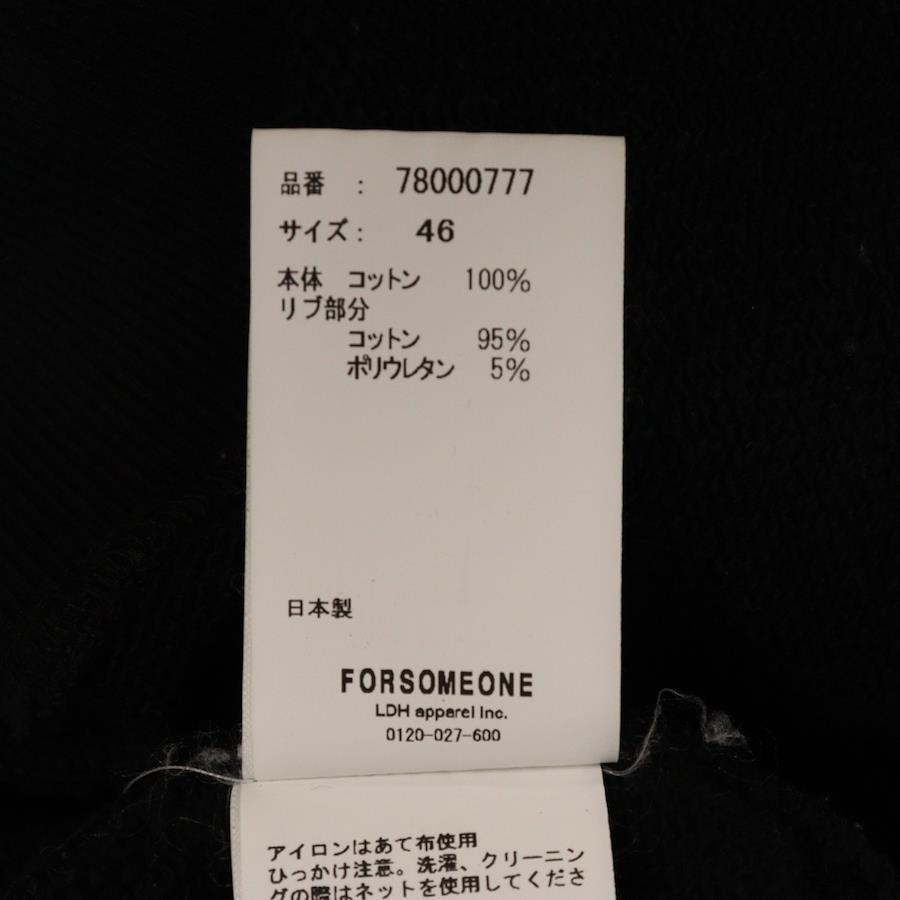 品番 : 78000777
サイズ: 46
本体 コットン 100%
リブ部分
コットン 95%
ポリウレタン 5%
日本製
FORSOMEONE
LDH apparel Inc.
0120-027-600
アイロンはあて布使用
ひっかけ注意。洗濯、クリーニン
グの際はネットを使用してくださ